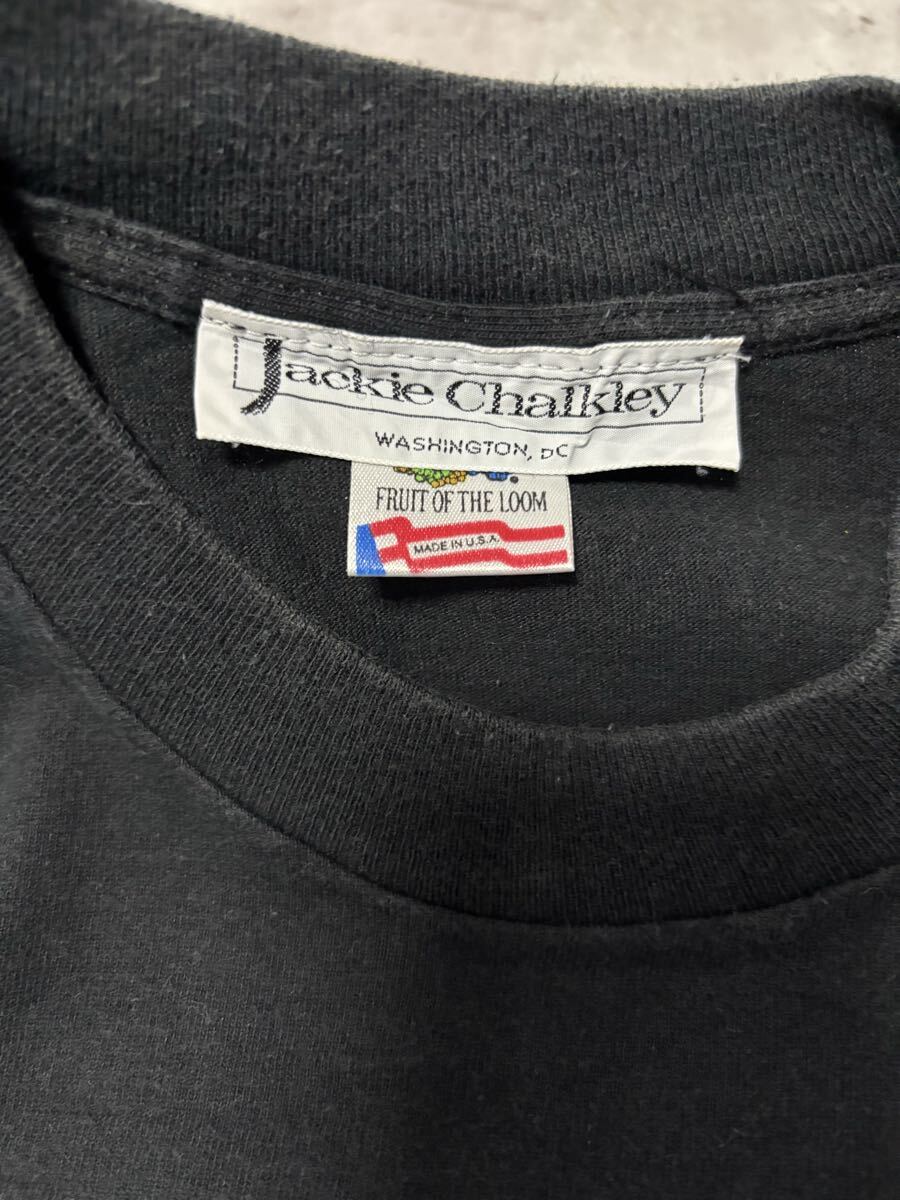 Jackie Chalkley
WASHINGTON, DC
FRUIT OF THE LOOM
MADE IN U.S.A.